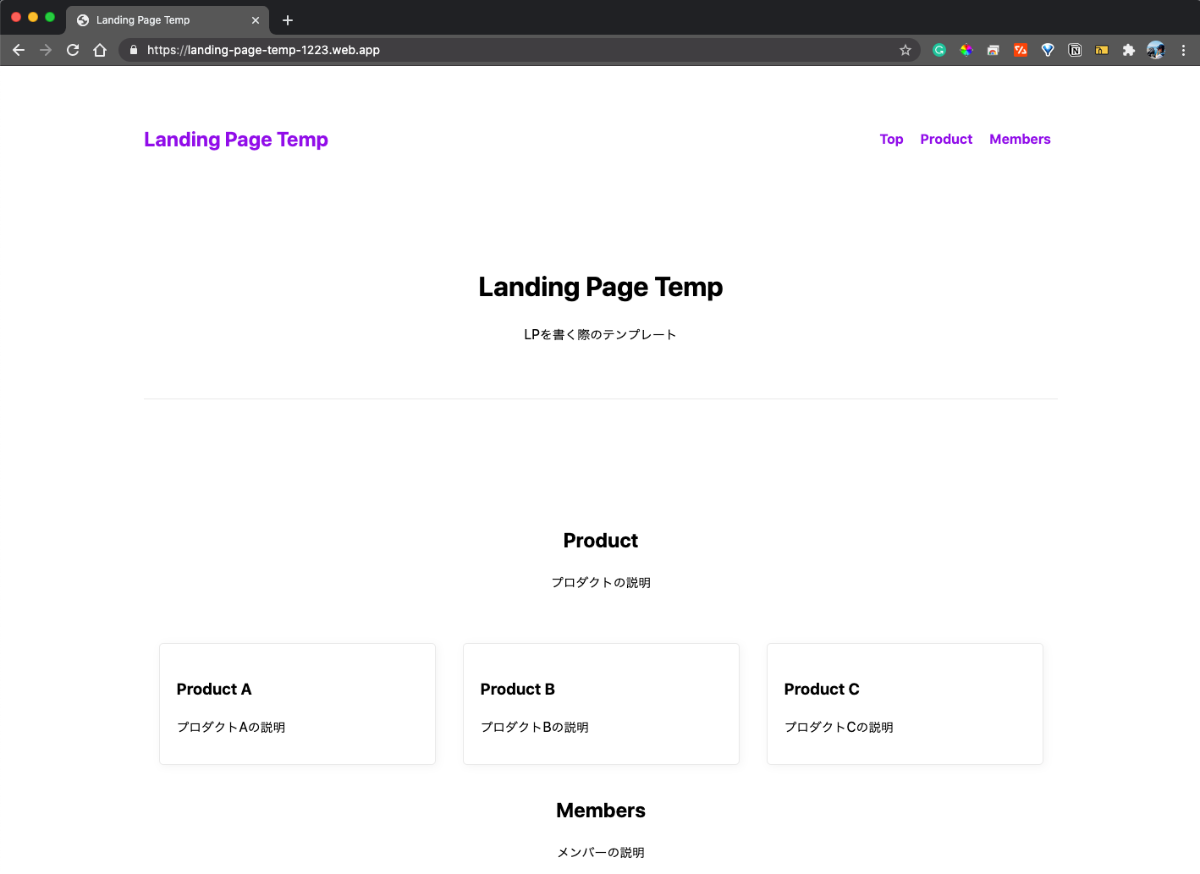 Landing Page Temp
https://landing-page-temp-1223.web.app
Landing Page Temp
Top Product Members
Landing Page Temp
LPを書く際のテンプレート
Product
プロダクトの説明
Product A
プロダクトAの説明
Product B
プロダクトBの説明
Product C
プロダクトCの説明
Members
メンバーの説明